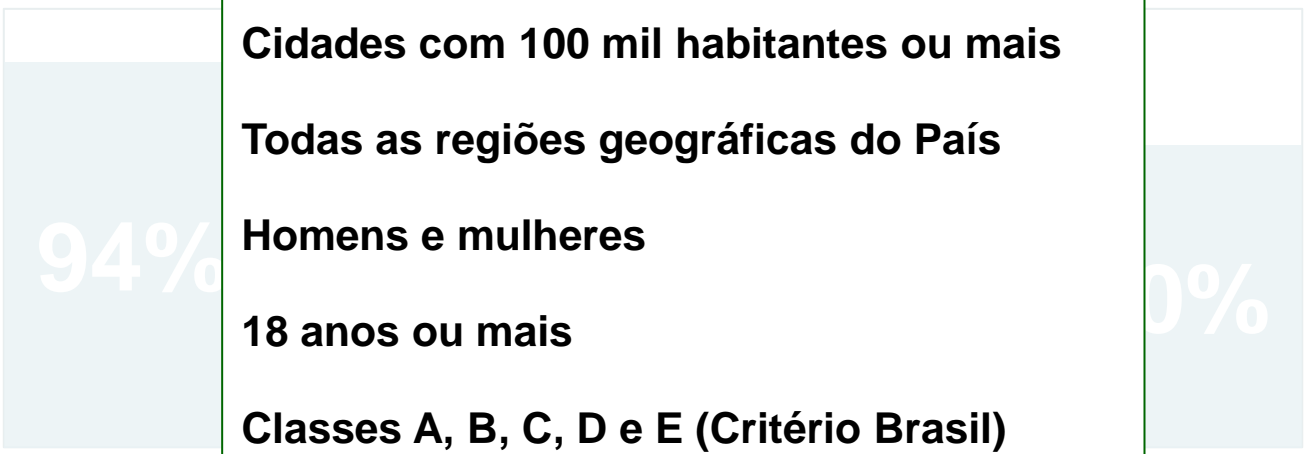 Cidades com 100 mil habitantes ou mais
Todas as regiões geográficas do País
Homens e mulheres
94%
0%
18 anos ou mais
Classes A, B, C, D e E (Critério Brasil)